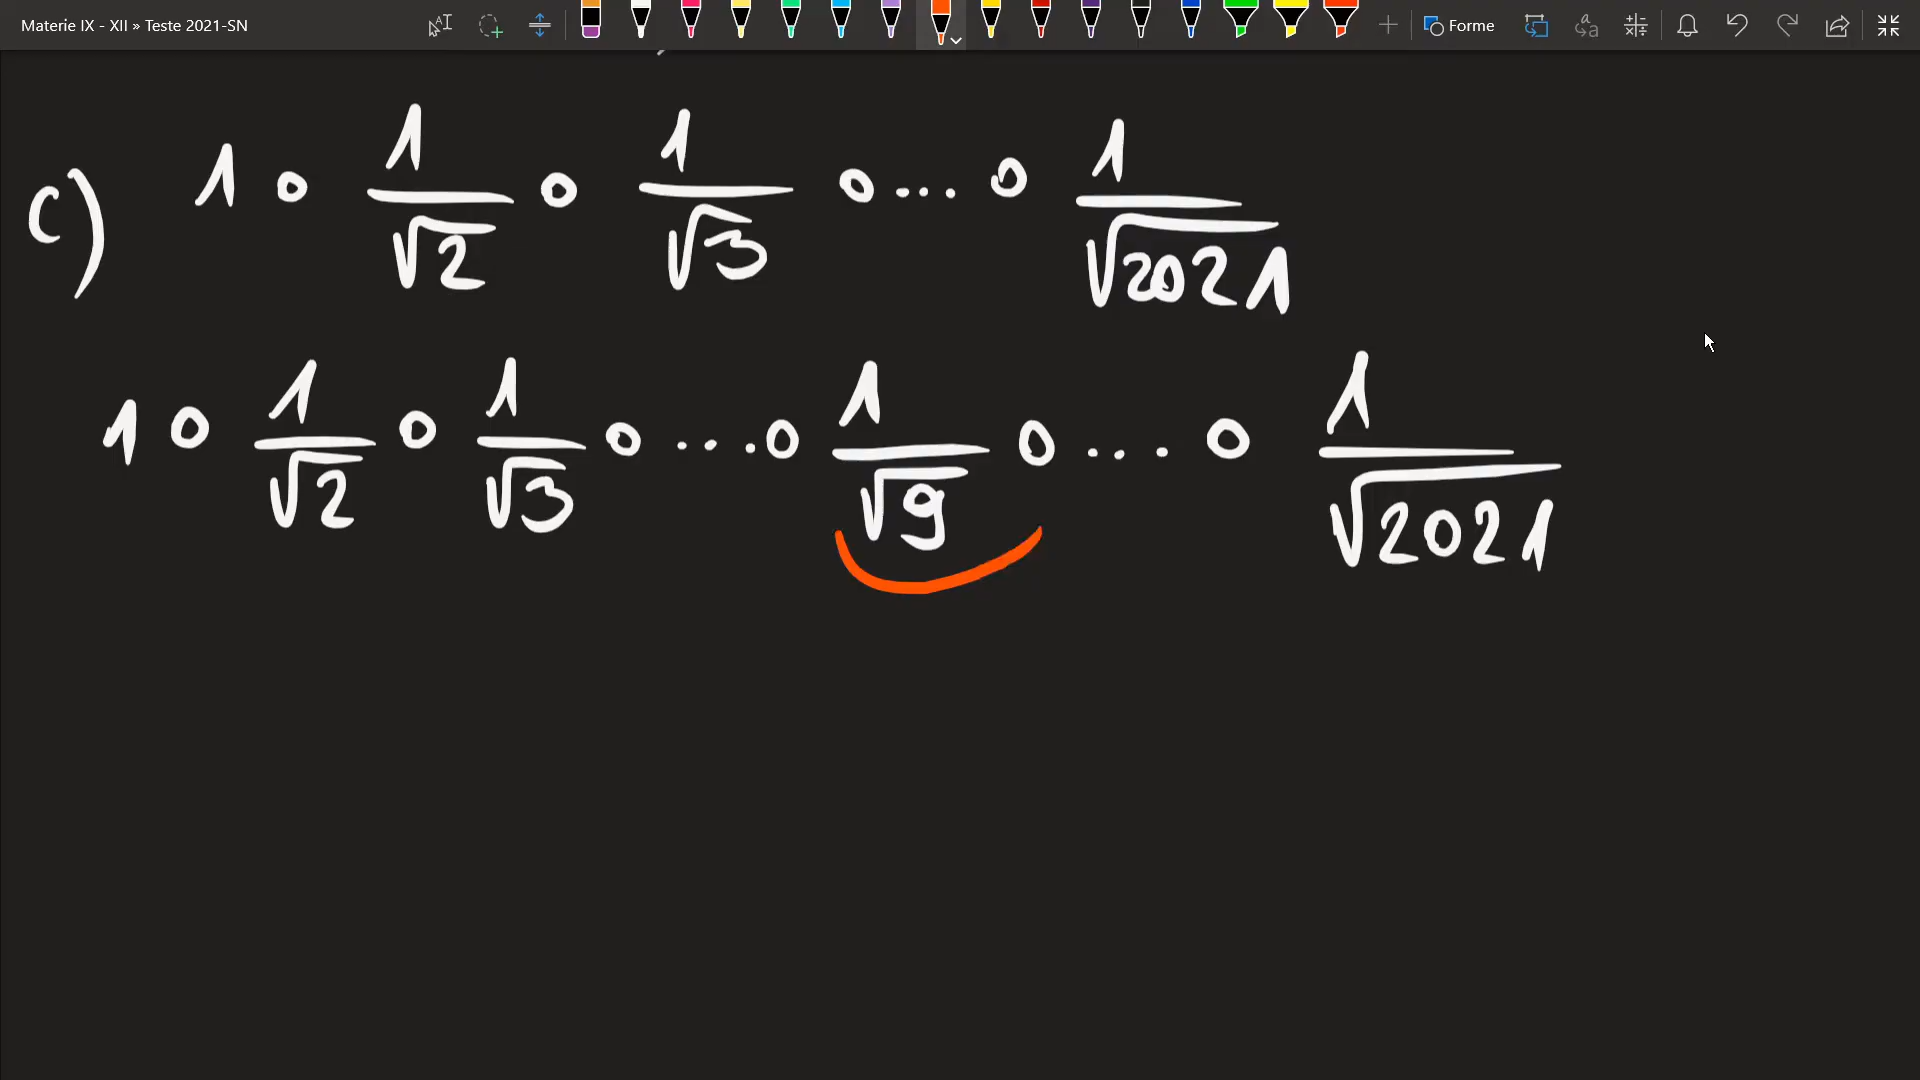 Materie IX - XII » Teste 2021-SN
Forme
c) 1 ∘ 1/√2 ∘ 1/√3 ∘ ... ∘ 1/√2021
1 ∘ 1/√2 ∘ 1/√3 ∘ ... ∘ 1/√9 ∘ ... ∘ 1/√2021